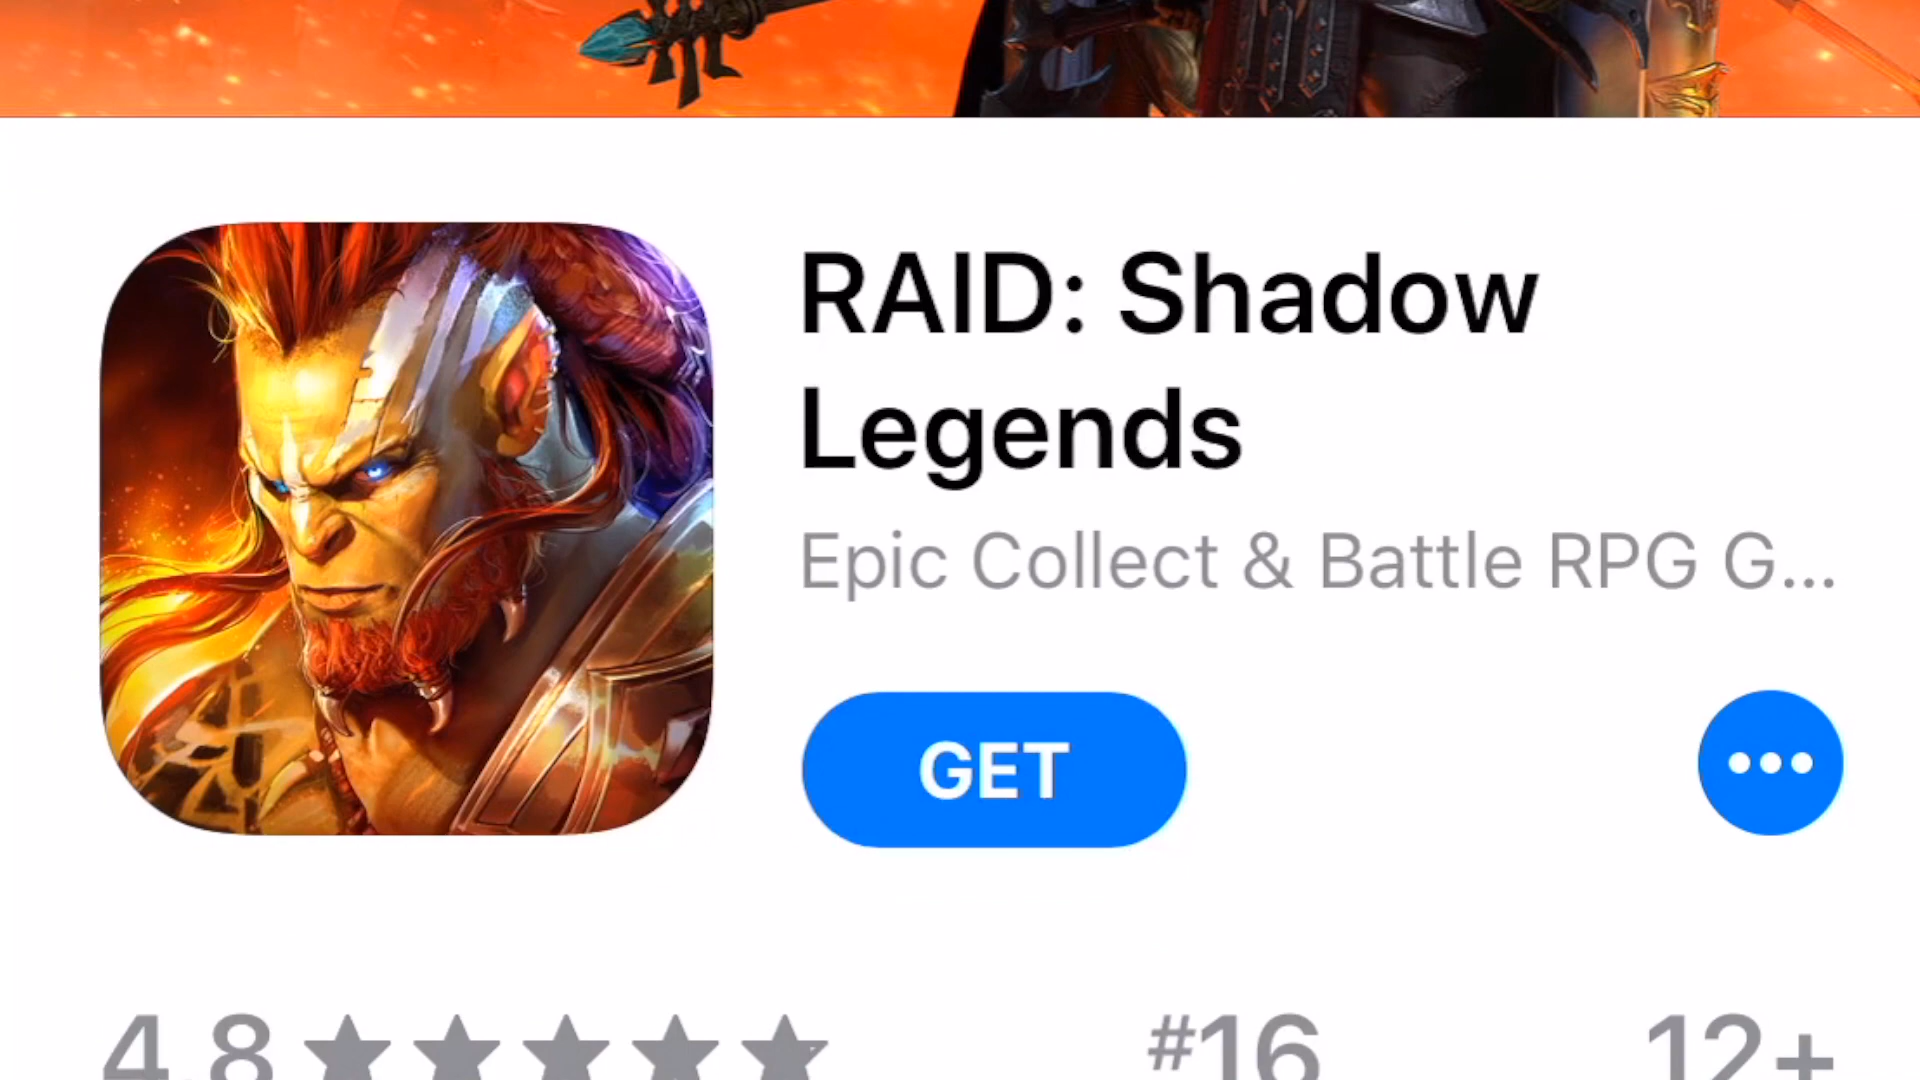 RAID: Shadow
Legends
Epic Collect & Battle RPG G...
GET
4.8 #16 12+